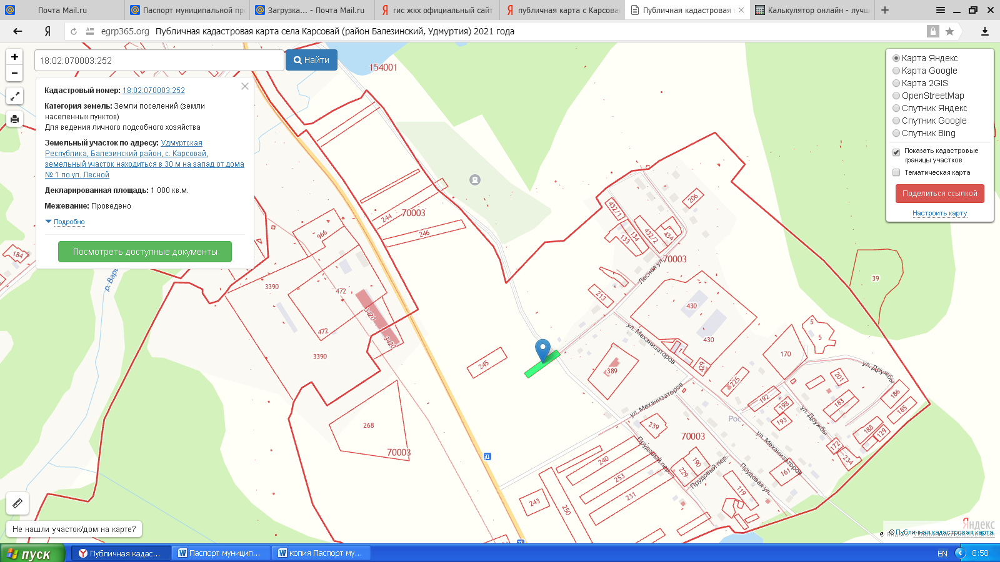 Почта Mail.ru
Паспорт муниципальной пр
Загрузка... - Почта Mail.ru
гис жкх официальный сайт
публичная карта с Карсова
Публичная кадастровая
Калькулятор онлайн - лучш
egrp365.org Публичная кадастровая карта села Карсовай (район Балезинский, Удмуртия) 2021 года
18:02:070003:252
Найти
Кадастровый номер: 18:02:070003:252
Категория земель: Земли поселений (земли
населенных пунктов)
Для ведения личного подсобного хозяйства
Земельный участок по адресу: Удмуртская
Республика, Балезинский район, с. Карсовай,
земельный участок находиться в 30 м на запад от дома
№ 1 по ул. Лесной
Декларированная площадь: 1 000 кв.м.
Межевание: Проведено
Подробно
Посмотреть доступные документы
Карта Яндекс
Карта Google
Карта 2GIS
OpenStreetMap
Спутник Яндекс
Спутник Google
Спутник Bing
Показать кадастровые
границы участков
Тематическая карта
Поделиться ссылкой
Настроить карту
154001
70003
244
246
966
184
3390
472
3420
472
3420
3390
245
268
70003
206
432/1
133
134
432/2
434
70003
Лесная ул.
213
430
430
39
ул. Механизаторов
1
429
389
5
5
170
225
ул. Дружбы
201
183
186
185
192
198
193
188
129
172
234
ул. Дружбы
ул. Механизаторов
Рос
239
70003
Прудовый пер.
190
229
Прудовый пер.
ул. Механизаторов
161
Прудовая ул.
119
240
253
231
243
250
Яндекс
© Публичная кадастровая карта
Не нашли участок/дом на карте?
пуск
Публичная кадас...
Паспорт муницип...
копия Паспорт му...
EN
8:58